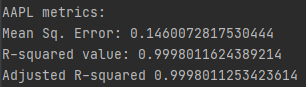 AAPL metrics:
Mean Sq. Error: 0.1460072817530444
R-squared value: 0.9998011624389214
Adjusted R-squared 0.9998011253423614